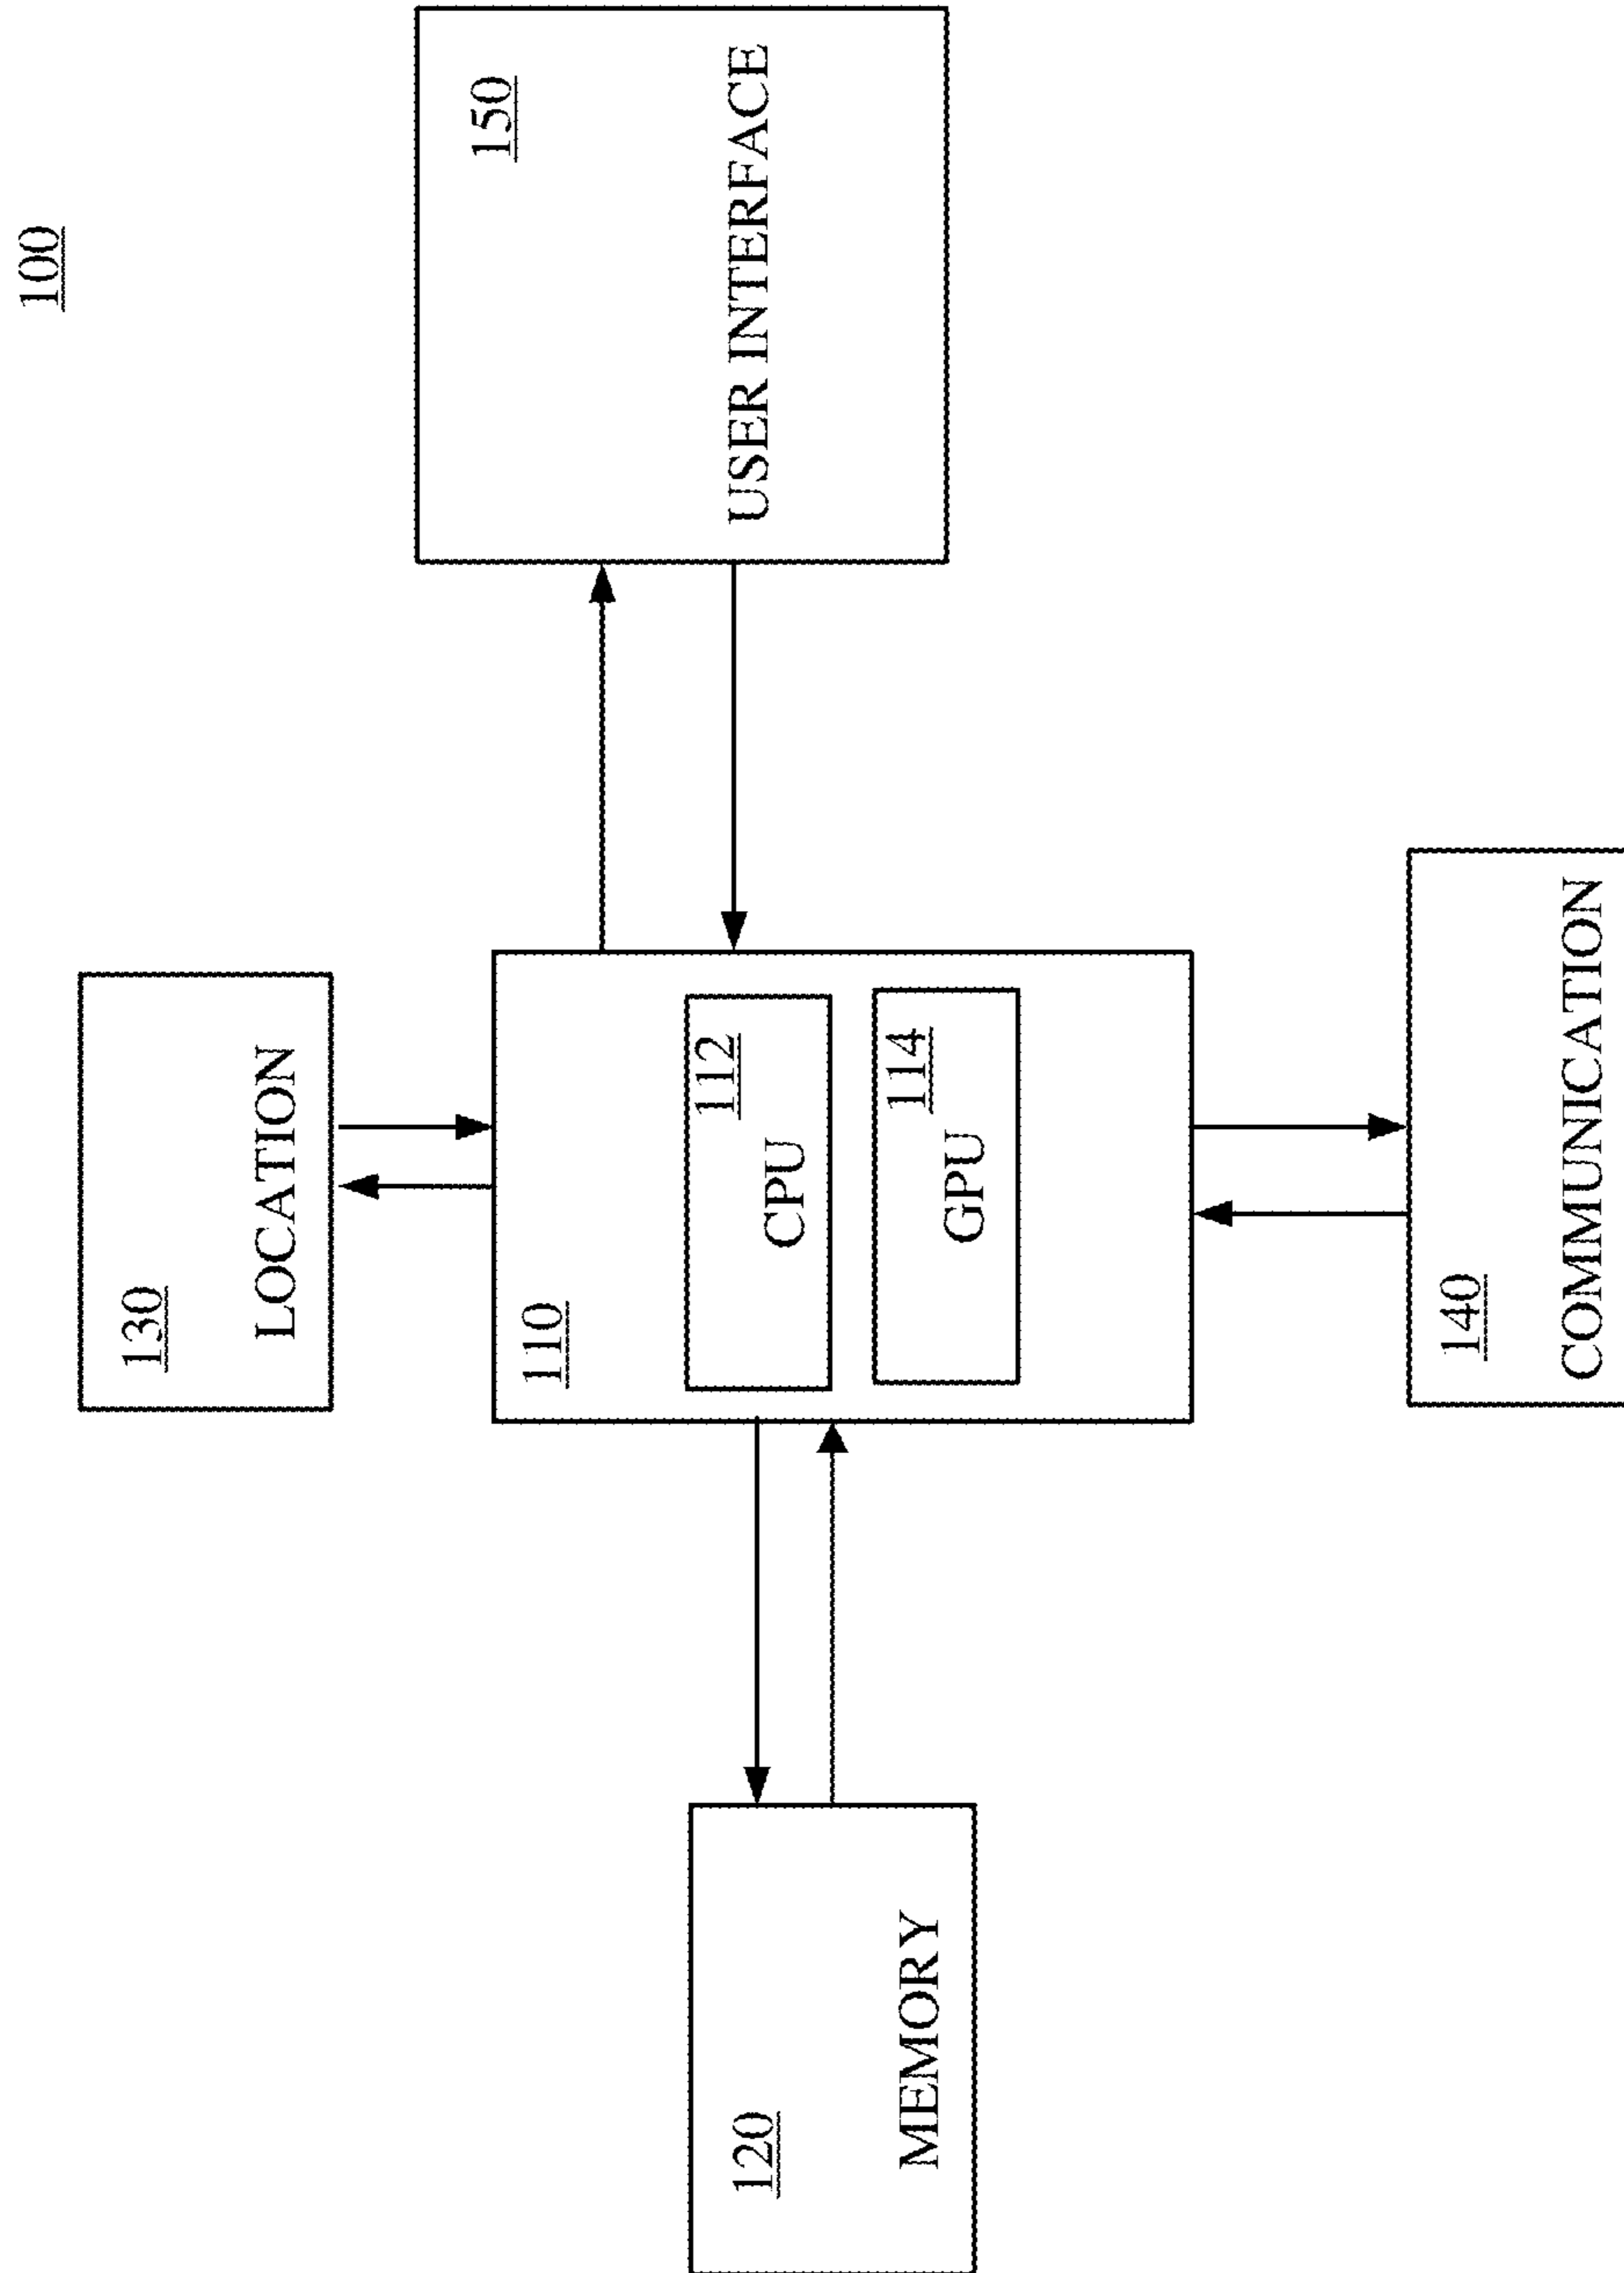 100
130
LOCATION
120
MEMORY
110
112
CPU
114
GPU
150
USER INTERFACE
140
COMMUNICATION